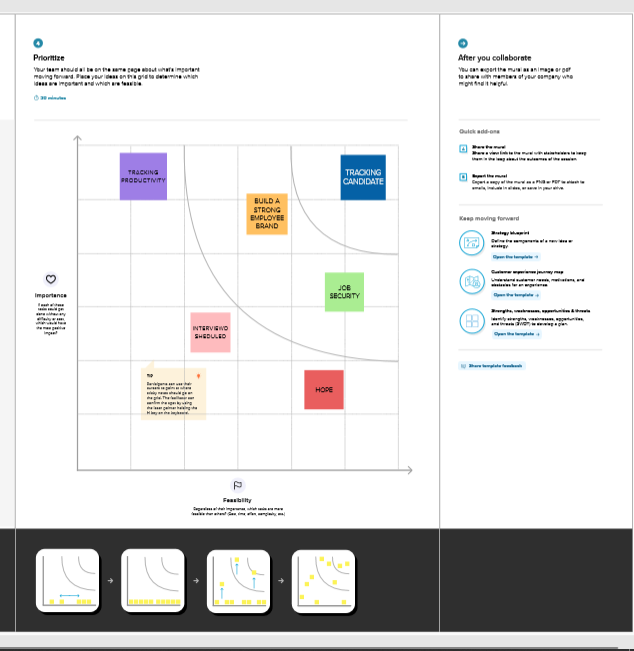 4
Prioritize
Your team should all be on the same page about what's important
moving forward. Place your ideas on this grid to determine which
ideas are important and which are feasible.
20 minutes
TRACKING
PRODUCTIVITY
TRACKING
CANDIDATE
BUILD A
STRONG
EMPLOYEE
BRAND
JOB
SECURITY
INTERVIEWD
SHEDULED
HOPE
Importance
If each of these
tasks could get
done without any
difficulty or cost,
which would have
the most positive
impact?
TIP
Participants can use their
cursors to point at where
sticky notes should go on
the grid. The facilitator can
confirm the spot by using
the laser pointer holding the
H key on the keyboard.
Feasibility
Regardless of their importance, which tasks are more
feasible than others? (Cost, time, effort, complexity, etc.)
After you collaborate
You can export the mural as an image or pdf
to share with members of your company who
might find it helpful.
Quick add-ons
A
Share the mural
Share a view link to the mural with stakeholders to keep
them in the loop about the outcomes of the session.
B
Export the mural
Export a copy of the mural as a PNG or PDF to attach to
emails, include in slides, or save in your drive.
Keep moving forward
Strategy blueprint
Define the components of a new idea or
strategy.
Open the template →
Customer experience journey map
Understand customer needs, motivations, and
obstacles for an experience.
Open the template →
Strengths, weaknesses, opportunities & threats
Identify strengths, weaknesses, opportunities,
and threats (SWOT) to develop a plan.
Open the template →
Share template feedback